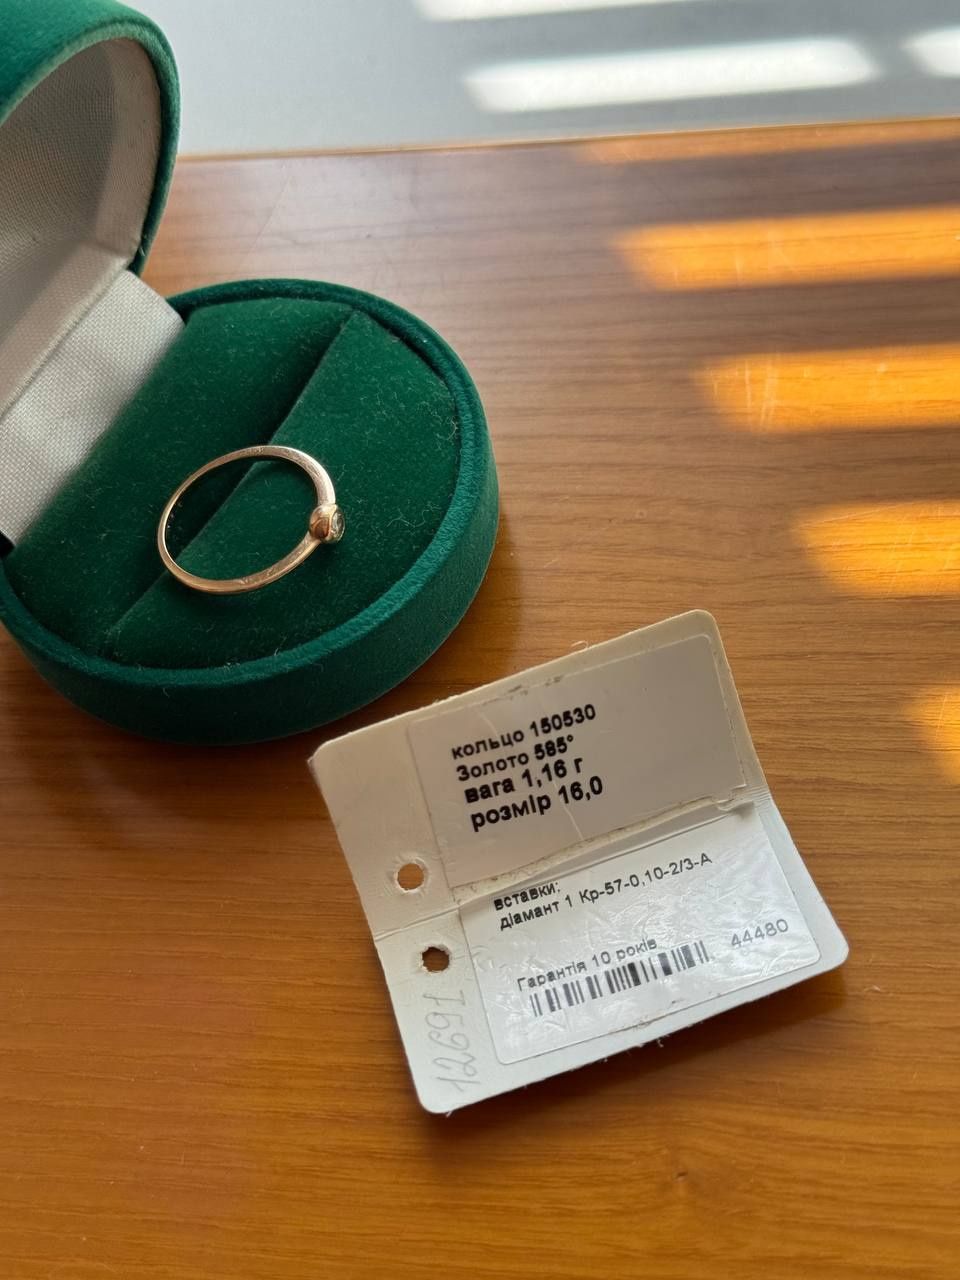 кольцо 150530
Золото 585°
вага 1,16 г
розмір 16,0
вставки:
діамант 1 Кр-57-0,10-2/3-А
Гарантія 10 років
44480
12691